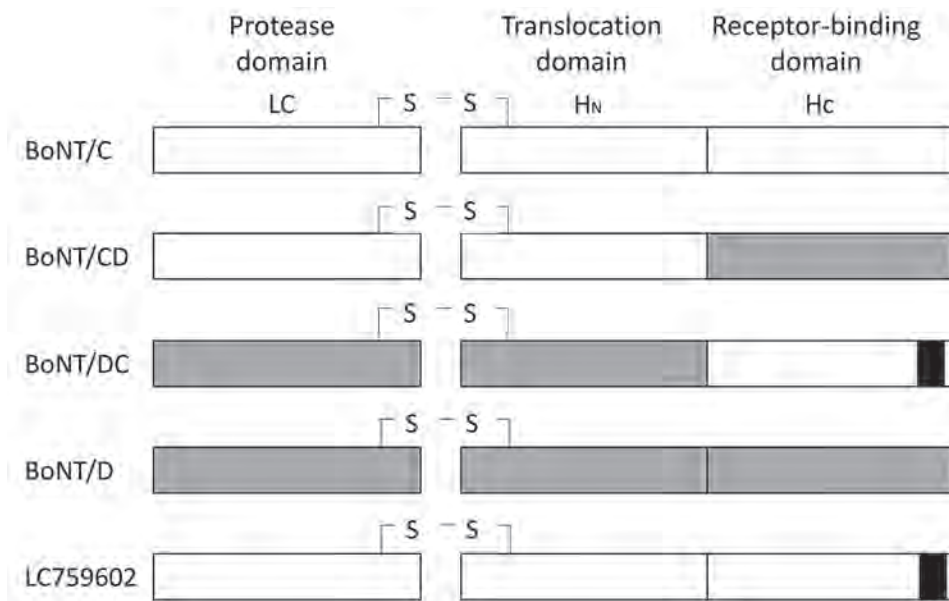 Protease Translocation Receptor-binding
domain domain domain
LC S S HN Hc
BoNT/C
S S
BoNT/CD
S S
BoNT/DC
S S
BoNT/D
S S
LC759602